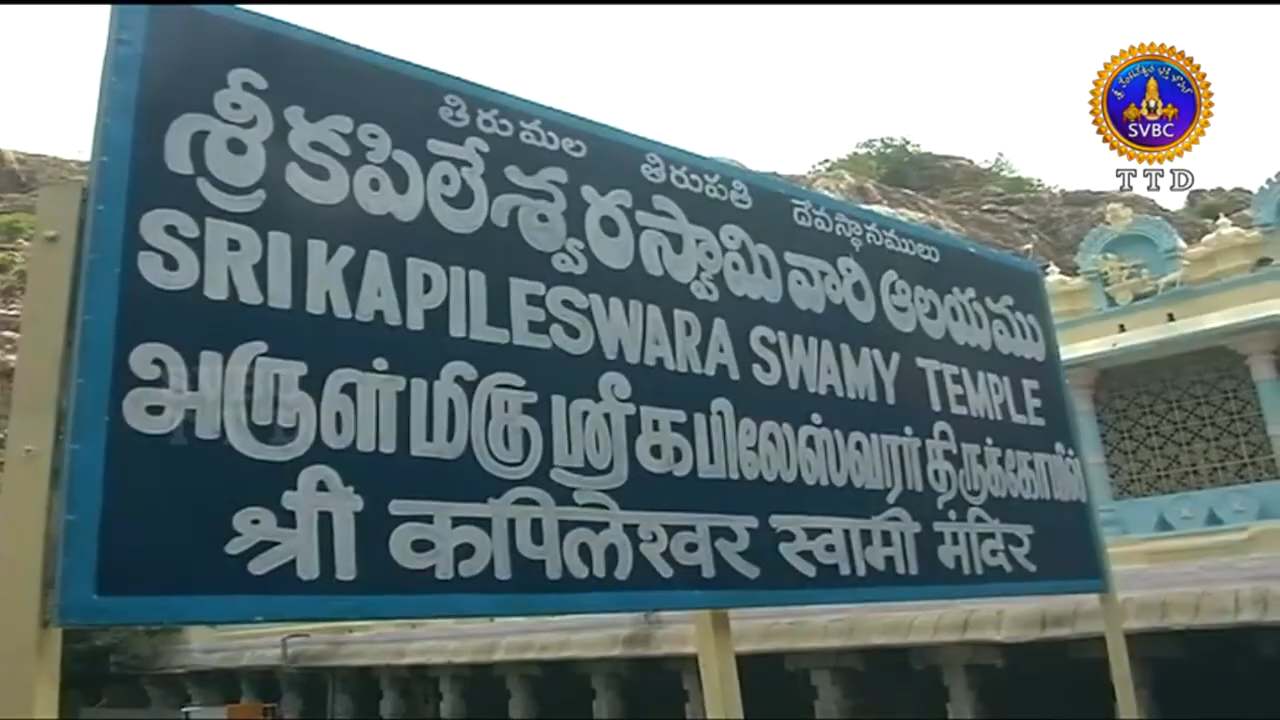 తిరుమల తిరుపతి దేవస్థానములు
శ్రీకపిలేశ్వరస్వామి వారి ఆలయము
SRI KAPILESWARA SWAMY TEMPLE
அருள்மிகு ஸ்ரீ கபிலேஸ்வரர் திருக்கோயில்
श्री कपिलेश्वर स्वामी मंदिर
SVBC
TTD